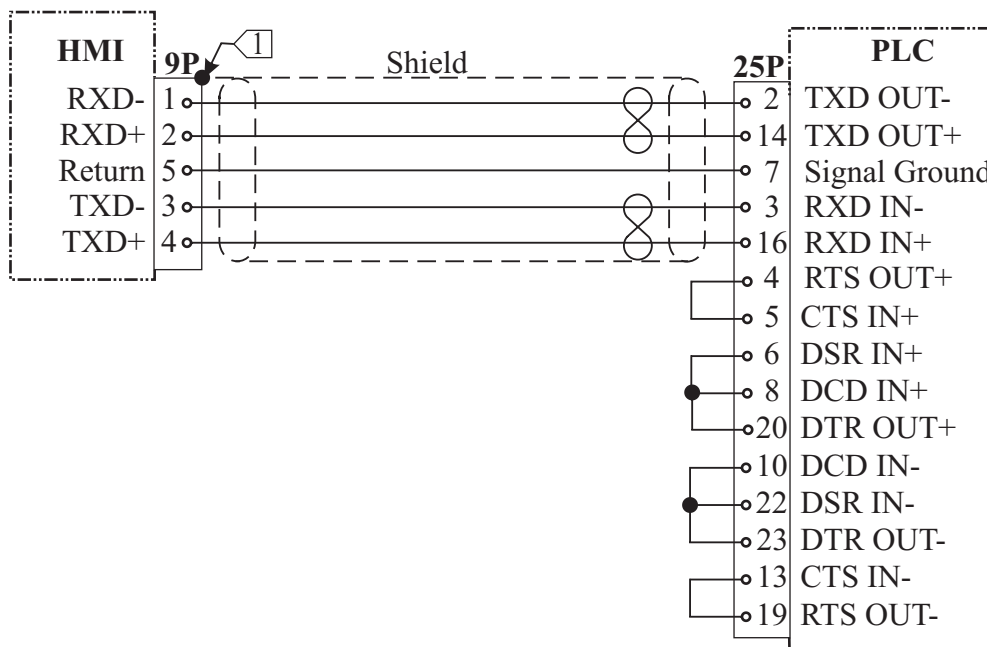 HMI
9P
1
Shield
25P
PLC
RXD- 1
2 TXD OUT-
RXD+ 2
14 TXD OUT+
Return 5
7 Signal Ground
TXD- 3
3 RXD IN-
TXD+ 4
16 RXD IN+
4 RTS OUT+
5 CTS IN+
6 DSR IN+
8 DCD IN+
20 DTR OUT+
10 DCD IN-
22 DSR IN-
23 DTR OUT-
13 CTS IN-
19 RTS OUT-